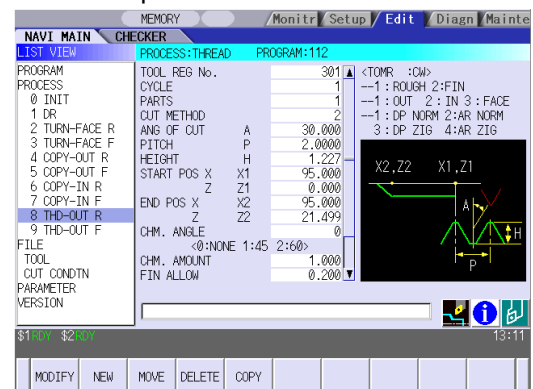 MEMORY Monitr Setup Edit Diagn Mainte
NAVI MAIN CHECKER
LIST VIEW PROCESS:THREAD PROGRAM:112
PROGRAM
PROCESS
0 INIT
1 DR
2 TURN-FACE R
3 TURN-FACE F
4 COPY-OUT R
5 COPY-OUT F
6 COPY-IN R
7 COPY-IN F
8 THD-OUT R
9 THD-OUT F
FILE
TOOL
CUT CONDTN
PARAMETER
VERSION
TOOL REG No. 301
CYCLE 1
PARTS 1
CUT METHOD 2
ANG OF CUT A 30.000
PITCH P 2.0000
HEIGHT H 1.227
START POS X X1 95.000
Z Z1 0.000
END POS X X2 95.000
Z Z2 21.499
CHM. ANGLE 0
<0:NONE 1:45 2:60>
CHM. AMOUNT 1.000
FIN ALLOW 0.200
<TOMR :CW>
--1 : ROUGH 2:FIN
--1 : OUT 2 : IN 3 : FACE
--1 : DP NORM 2:AR NORM
3 : DP ZIG 4:AR ZIG
X2,Z2 X1,Z1
A
H
P
$1 RDY $2 RDY 13:11
MODIFY NEW MOVE DELETE COPY